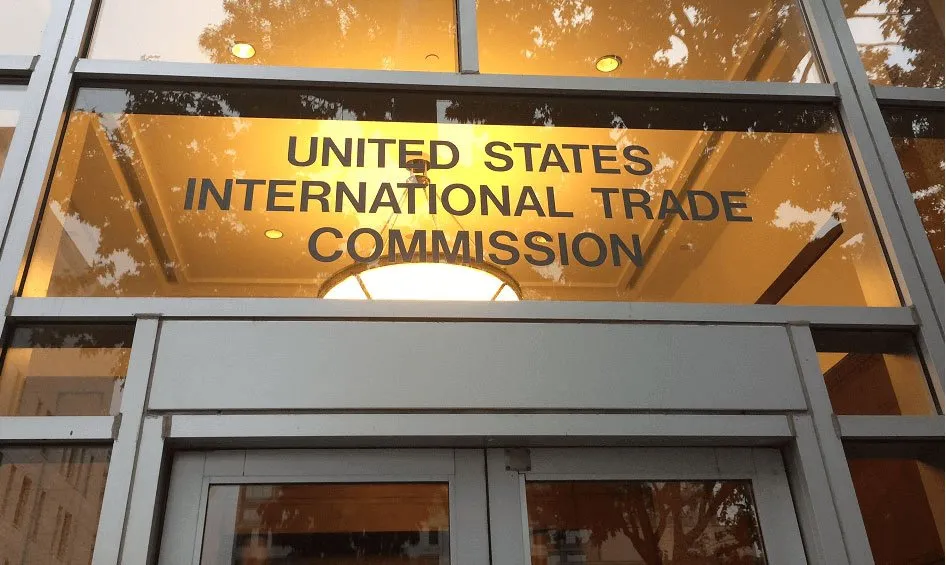 UNITED STATES
INTERNATIONAL TRADE
COMMISSION